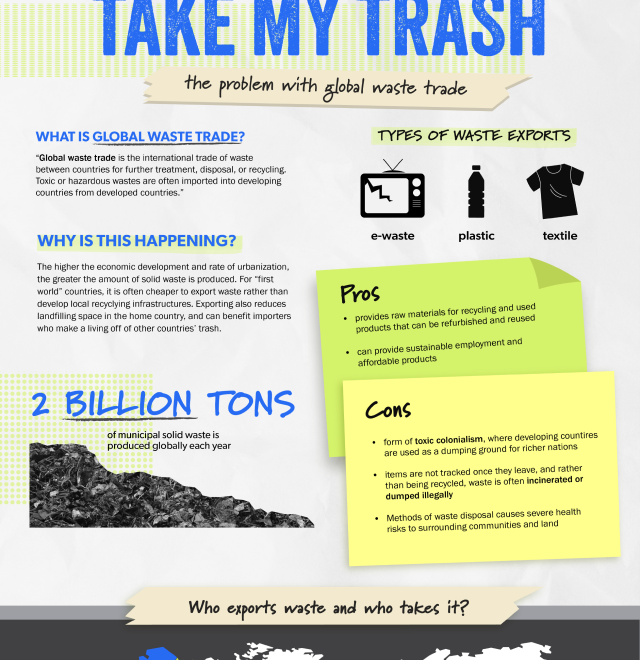 TAKE MY TRASH
the problem with global waste trade
WHAT IS GLOBAL WASTE TRADE?
“Global waste trade is the international trade of waste
between countries for further treatment, disposal, or recycling.
Toxic or hazardous wastes are often imported into developing
countries from developed countries.”
WHY IS THIS HAPPENING?
The higher the economic development and rate of urbanization,
the greater the amount of solid waste is produced. For “first
world” countries, it is often cheaper to export waste rather than
develop local recyclying infrastructures. Exporting also reduces
landfilling space in the home country, and can benefit importers
who make a living off of other countries’ trash.
2 BILLION TONS
of municipal solid waste is
produced globally each year
TYPES OF WASTE EXPORTS
e-waste
plastic
textile
Pros
• provides raw materials for recycling and used
products that can be refurbished and reused
• can provide sustainable employment and
affordable products
Cons
• form of toxic colonialism, where developing countires
are used as a dumping ground for richer nations
• items are not tracked once they leave, and rather
than being recycled, waste is often incinerated or
dumped illegally
• Methods of waste disposal causes severe health
risks to surrounding communities and land
Who exports waste and who takes it?